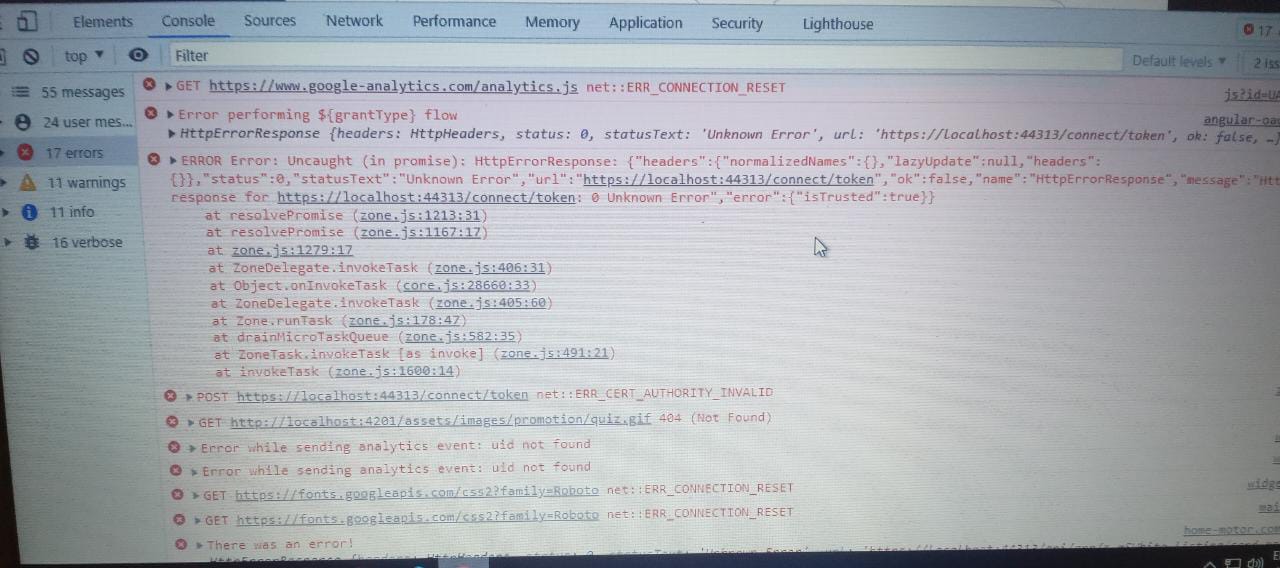 Elements Console Sources Network Performance Memory Application Security Lighthouse 17
top Filter Default levels 2 iss
55 messages
24 user mes...
17 errors
11 warnings
11 info
16 verbose
GET https://www.google-analytics.com/analytics.js net::ERR_CONNECTION_RESET js?id=UA
Error performing ${grantType} flow angular-oau
HttpErrorResponse {headers: HttpHeaders, status: 0, statusText: 'Unknown Error', url: 'https://localhost:44313/connect/token', ok: false, …}
ERROR Error: Uncaught (in promise): HttpErrorResponse: {"headers":{"normalizedNames":{},"lazyUpdate":null,"headers":
{}},"status":0,"statusText":"Unknown Error","url":"https://localhost:44313/connect/token","ok":false,"name":"HttpErrorResponse","message":"Htt
response for https://localhost:44313/connect/token: 0 Unknown Error","error":{"isTrusted":true}}
at resolvePromise (zone.js:1213:31)
at resolvePromise (zone.js:1167:17)
at zone.js:1279:17
at ZoneDelegate.invokeTask (zone.js:406:31)
at Object.onInvokeTask (core.js:28660:33)
at ZoneDelegate.invokeTask (zone.js:405:60)
at Zone.runTask (zone.js:178:47)
at drainMicroTaskQueue (zone.js:582:35)
at ZoneTask.invokeTask [as invoke] (zone.js:491:21)
at invokeTask (zone.js:1600:14)
POST https://localhost:44313/connect/token net::ERR_CERT_AUTHORITY_INVALID
GET http://localhost:4201/assets/images/promotion/quiz.gif 404 (Not Found)
Error while sending analytics event: uid not found
Error while sending analytics event: uid not found
GET https://fonts.googleapis.com/css2?family=Roboto net::ERR_CONNECTION_RESET widge
GET https://fonts.googleapis.com/css2?family=Roboto net::ERR_CONNECTION_RESET mai
There was an error! home-motor.com